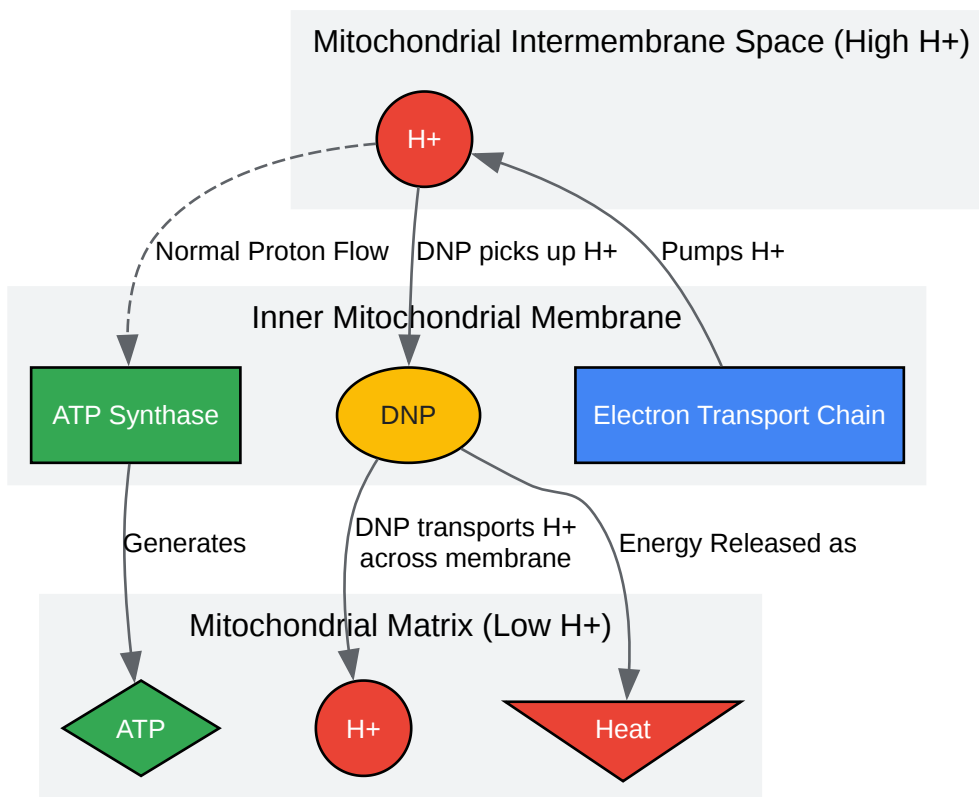 Mitochondrial Intermembrane Space (High H+)
H+
Normal Proton Flow
DNP picks up H+
Pumps H+
Inner Mitochondrial Membrane
ATP Synthase
DNP
Electron Transport Chain
Generates
DNP transports H+
across membrane
Energy Released as
Mitochondrial Matrix (Low H+)
ATP
H+
Heat